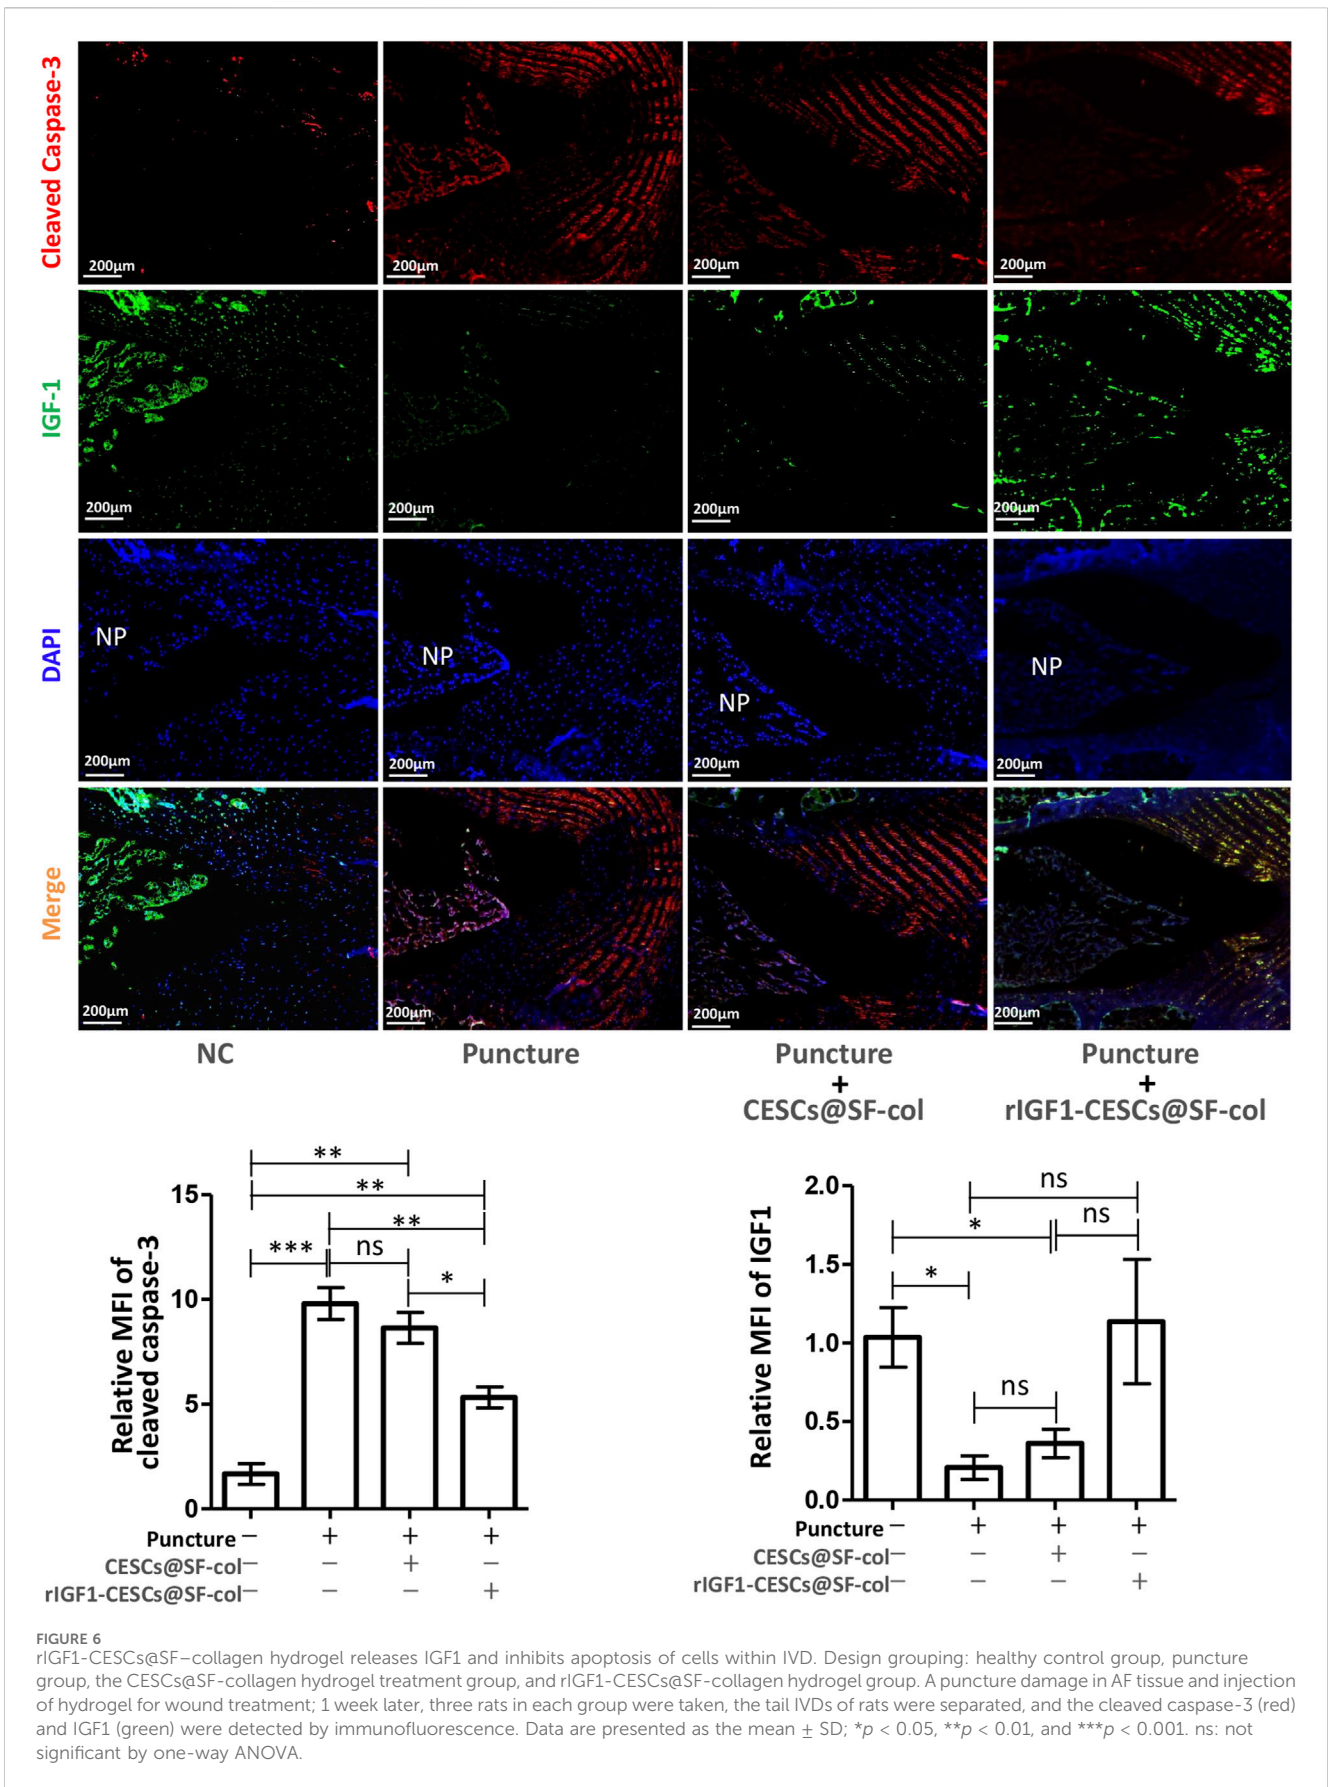 Cleaved Caspase-3
200μm
200μm
200μm
200μm
IGF-1
200μm
200μm
200μm
200μm
DAPI
NP
NP
NP
NP
200μm
200μm
200μm
200μm
Merge
200μm
200μm
200μm
200μm
NC
Puncture
Puncture
+
CESCs@SF-col
Puncture
+
rIGF1-CESCs@SF-col
Relative MFI of
cleaved caspase-3
15
10
5
0
**
**
**
***
ns
*
Puncture − + + +
CESCs@SF-col − − + −
rIGF1-CESCs@SF-col − − − +
Relative MFI of IGF1
2.0
1.5
1.0
0.5
0.0
ns
*
ns
*
ns
Puncture − + + +
CESCs@SF-col − − + −
rIGF1-CESCs@SF-col − − − +
FIGURE 6
rIGF1-CESCs@SF–collagen hydrogel releases IGF1 and inhibits apoptosis of cells within IVD. Design grouping: healthy control group, puncture
group, the CESCs@SF-collagen hydrogel treatment group, and rIGF1-CESCs@SF-collagen hydrogel group. A puncture damage in AF tissue and injection
of hydrogel for wound treatment; 1 week later, three rats in each group were taken, the tail IVDs of rats were separated, and the cleaved caspase-3 (red)
and IGF1 (green) were detected by immunofluorescence. Data are presented as the mean ± SD; *p < 0.05, **p < 0.01, and ***p < 0.001. ns: not
significant by one-way ANOVA.